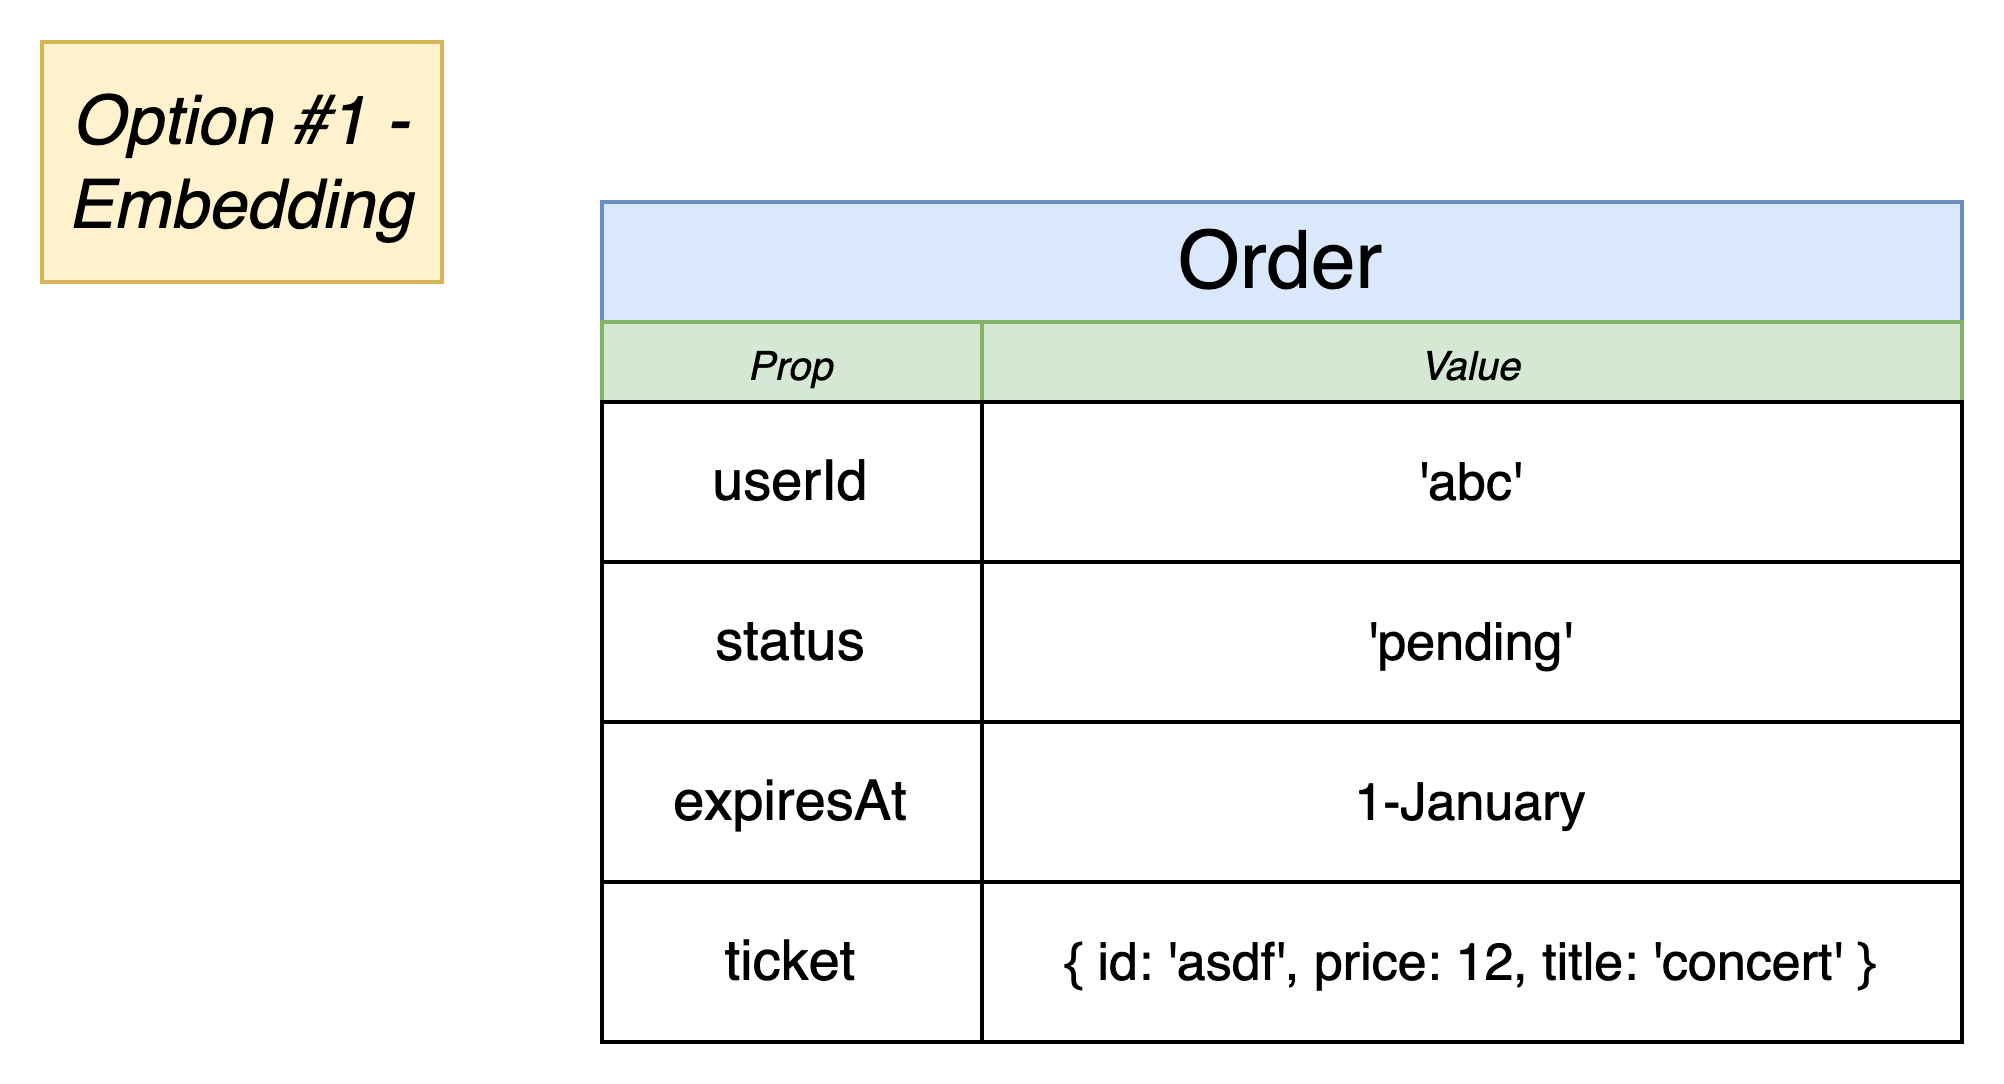 Option #1 -
Embedding
Order
Prop Value
userId 'abc'
status 'pending'
expiresAt 1-January
ticket { id: 'asdf', price: 12, title: 'concert' }